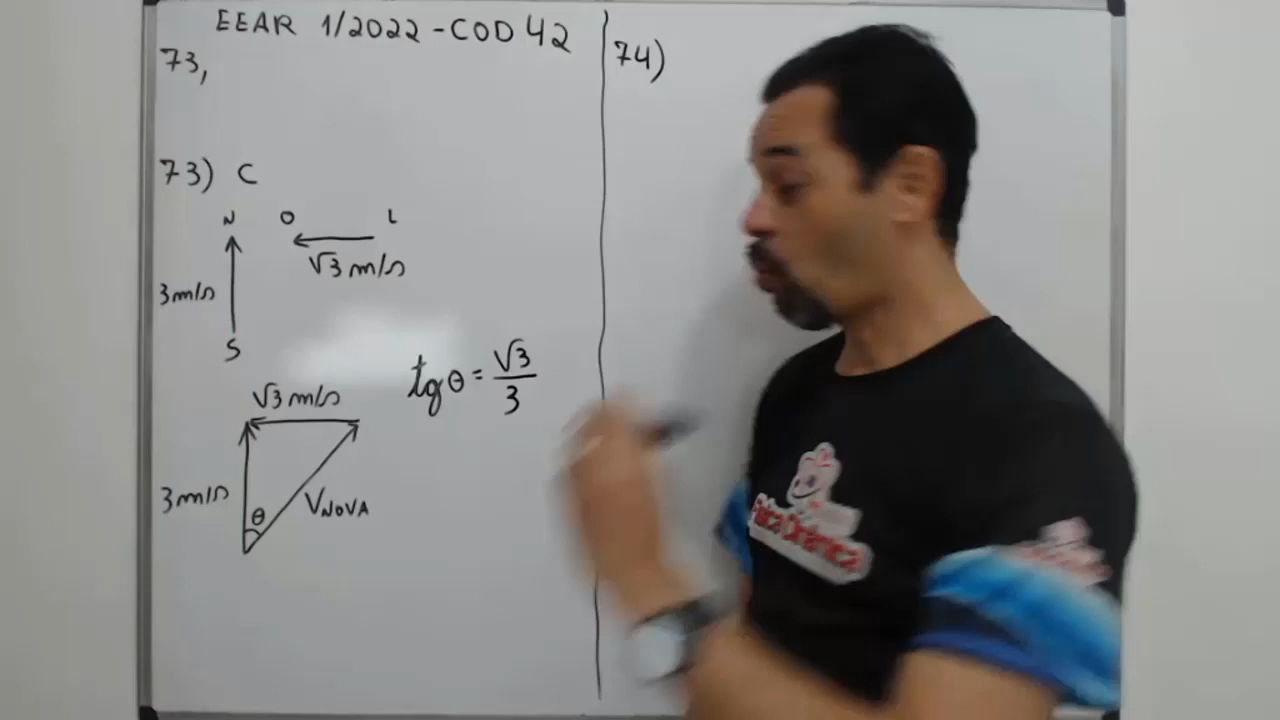 EEAR 1/2022 - COD 42
73,
73) C
N O L
√3 m/s
3 m/s
S
tg θ = √3/3
√3 m/s
3 m/s
θ
VNOVA
74)